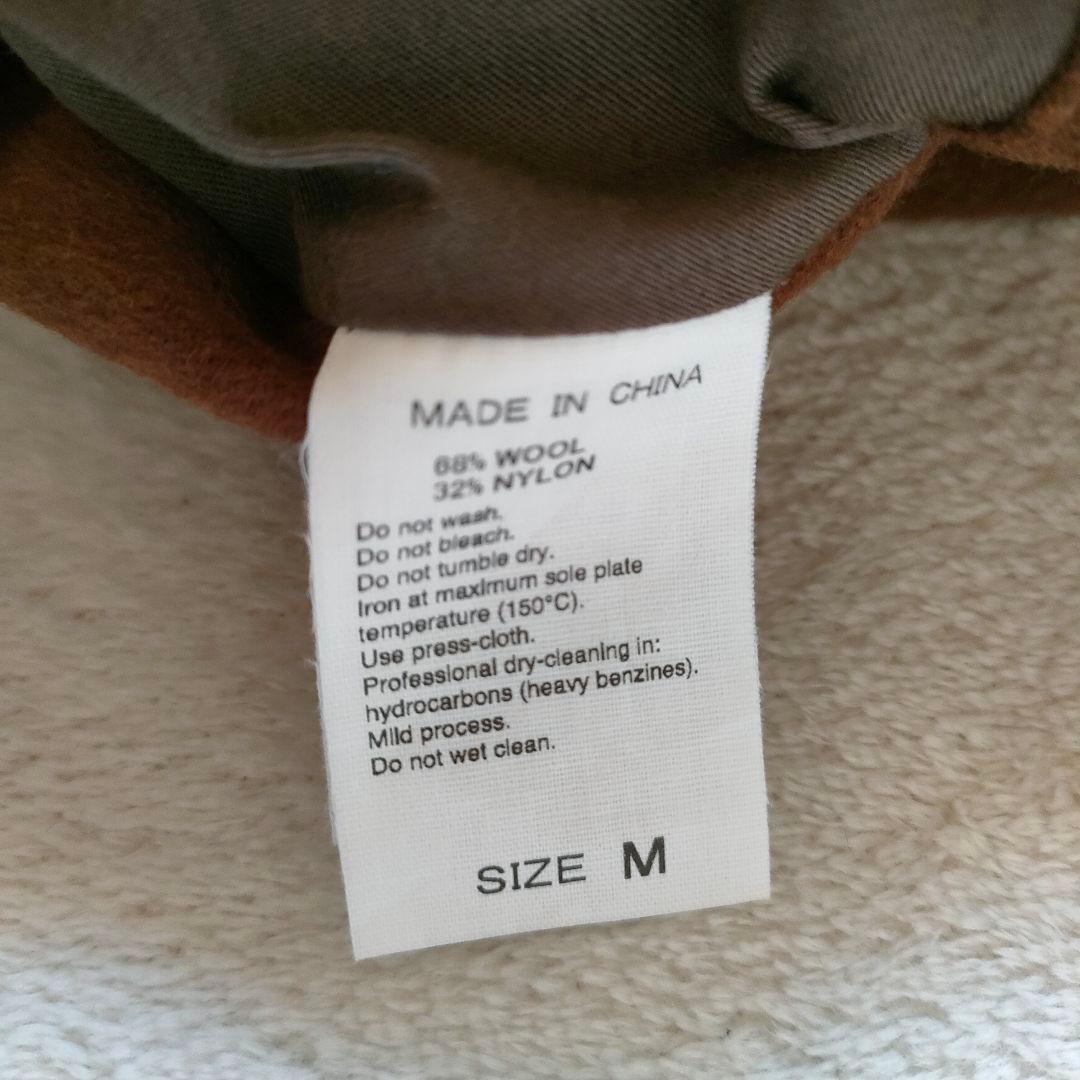 MADE IN CHINA
68% WOOL
32% NYLON
Do not wash.
Do not bleach.
Do not tumble dry.
Iron at maximum sole plate
temperature (150°C).
Use press-cloth.
Professional dry-cleaning in:
hydrocarbons (heavy benzines).
Mild process.
Do not wet clean.
SIZE M